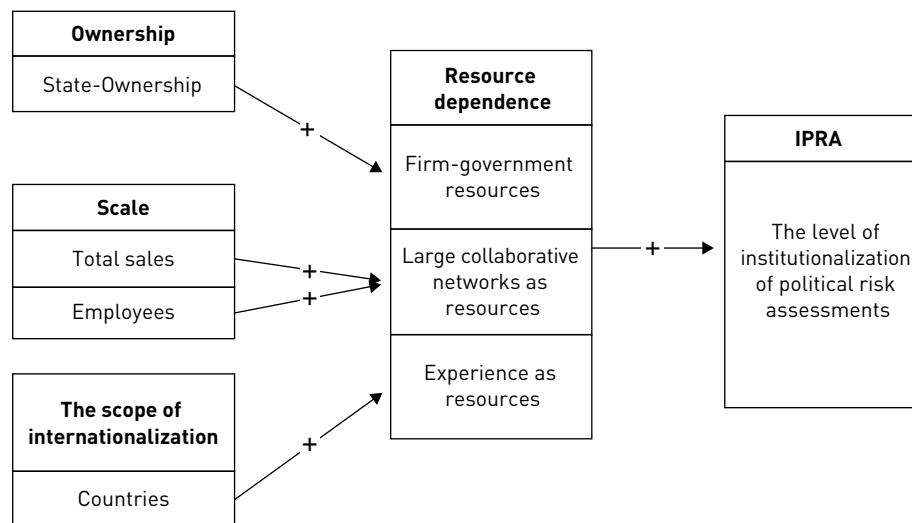 Ownership
State-Ownership
+
Scale
Total sales
+
Employees
+
The scope of
internationalization
Countries
+
Resource
dependence
Firm-government
resources
Large collaborative
networks as
resources
Experience as
resources
+
IPRA
The level of
institutionalization
of political risk
assessments